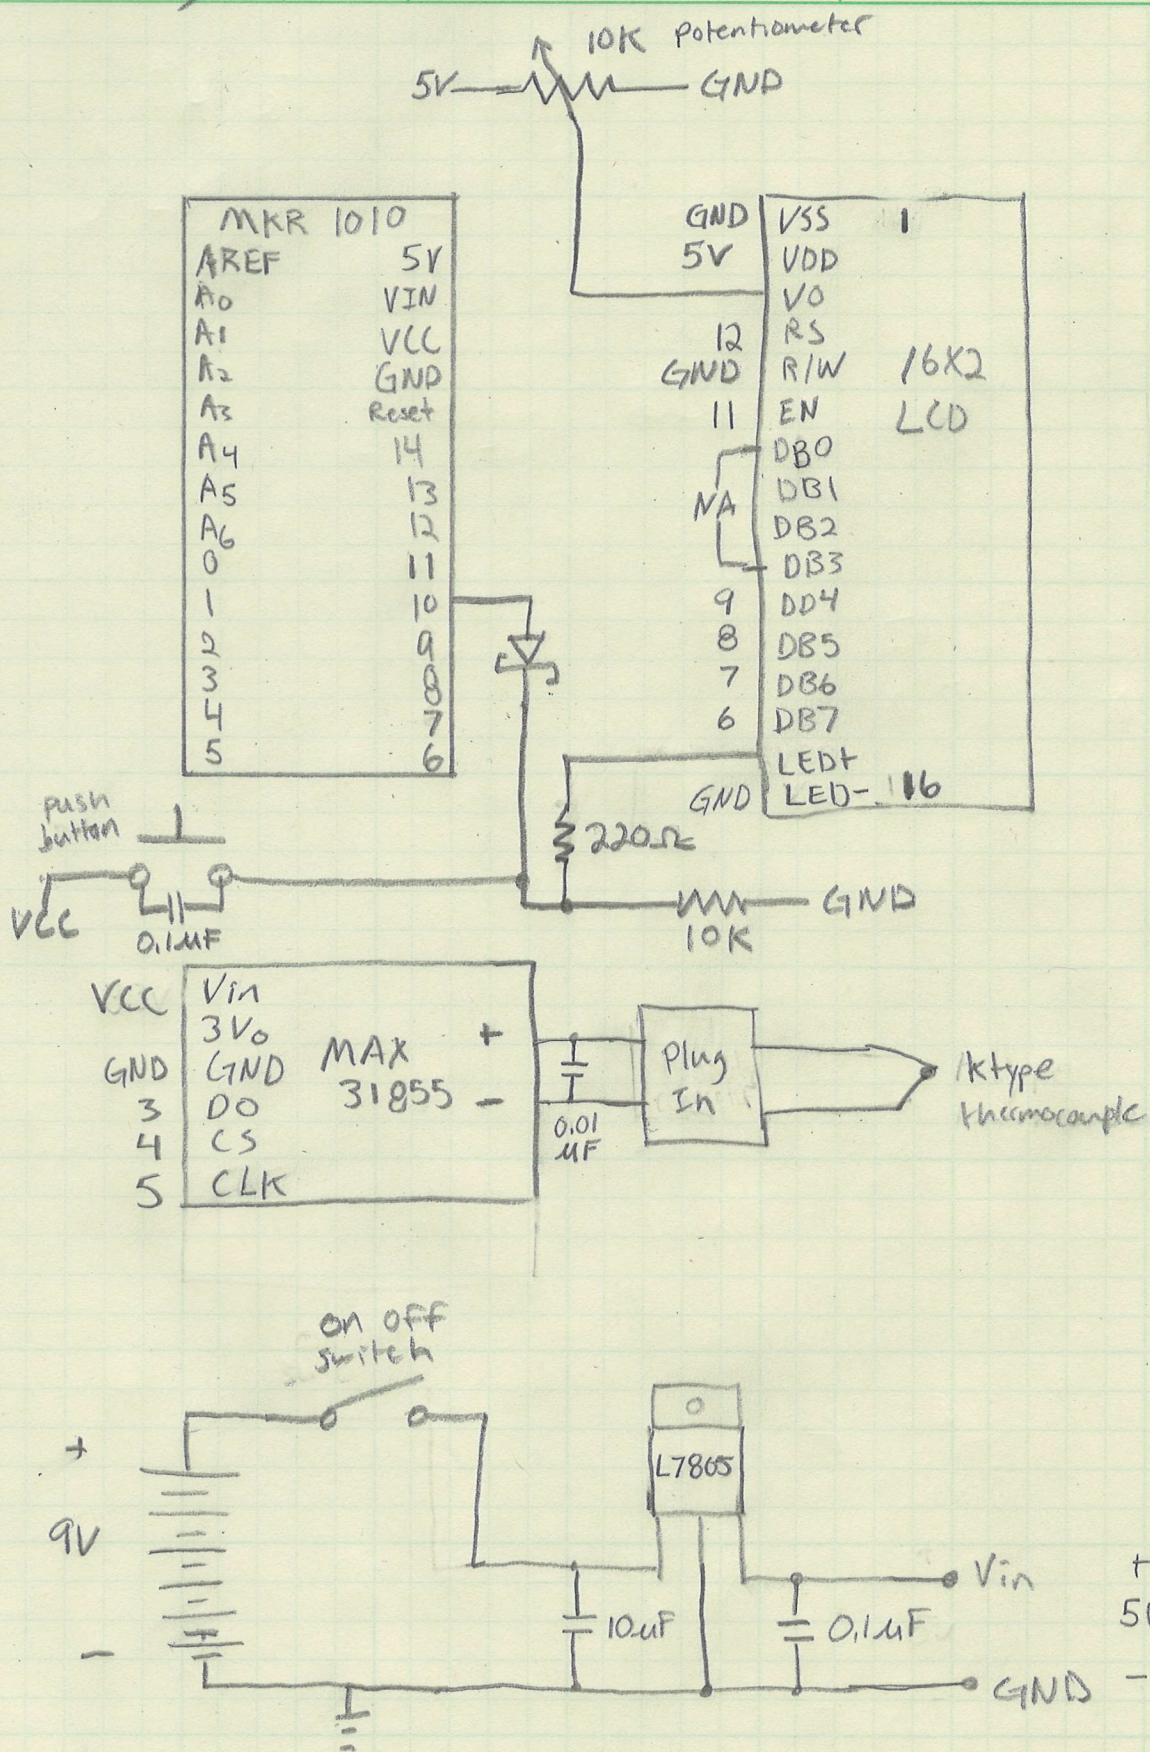 10K Potentiometer
5V
GND
MKR 1010
AREF 5V
A0 VIN
A1 VCC
A2 GND
A3 Reset
A4 14
A5 13
A6 12
0 11
1 10
2 9
3 8
4 7
5 6
GND VSS 1
5V VDD
VO
12 RS
GND R/W
16X2
LCD
11 EN
DB0
NA
DB1
DB2
DB3
9 DD4
8 DB5
7 DB6
6 DB7
LED+
GND LED- 16
push
button
220Ω
VCC
0.1μF
10K
GND
VCC Vin
3Vo
GND GND
3 DO
4 CS
5 CLK
MAX
31855
+
-
0.01
μF
Plug
In
ktype
thermocouple
on off
switch
+
9V
-
L7805
10uF
0.1μF
Vin
GND
+
5V
-